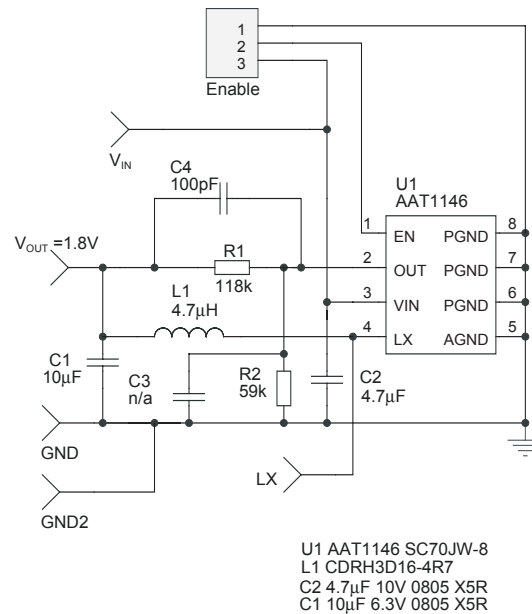 1
2
3
Enable
V_IN
C4
100pF
U1
AAT1146
1 EN PGND 8
2 OUT PGND 7
3 VIN PGND 6
4 LX AGND 5
V_OUT =1.8V
R1
118k
L1
4.7μH
C1
10μF
C3
n/a
R2
59k
C2
4.7μF
GND
LX
GND2
U1 AAT1146 SC70JW-8
L1 CDRH3D16-4R7
C2 4.7μF 10V 0805 X5R
C1 10μF 6.3V 0805 X5R